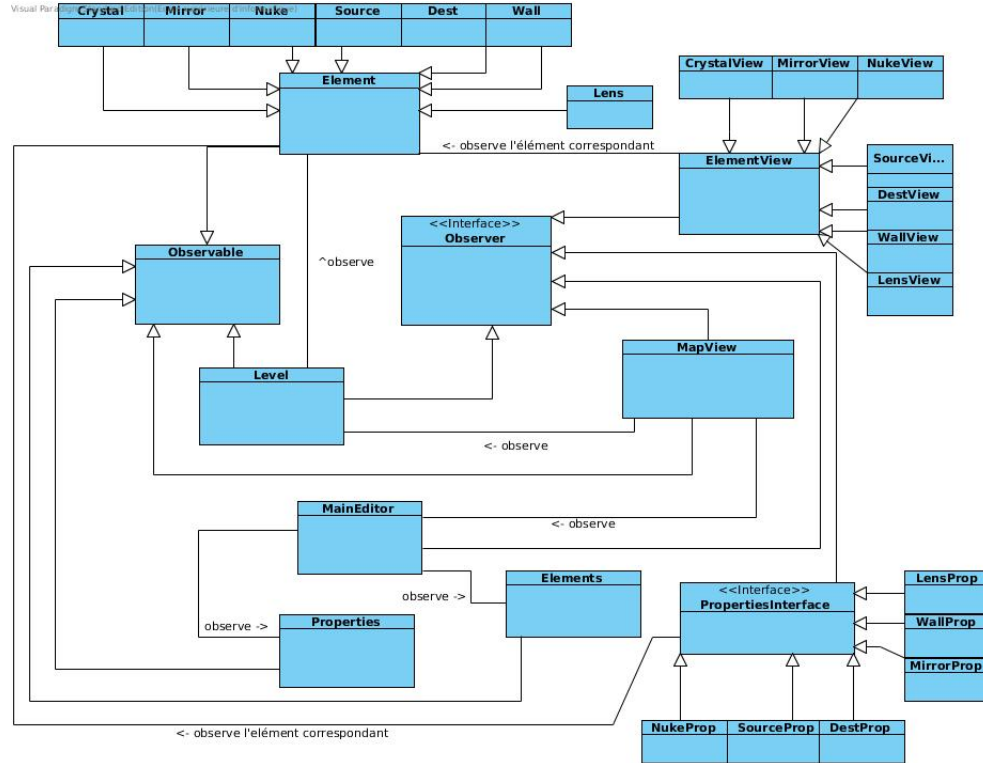 Visual Paradigm
Crystal
Mirror
Nuke
Source
Dest
Wall
Element
Lens
CrystalView
MirrorView
NukeView
<- observe l'élément correspondant
ElementView
SourceVi...
DestView
WallView
LensView
<<Interface>>
Observer
Observable
^observe
MapView
Level
<- observe
MainEditor
<- observe
Elements
observe ->
<<Interface>>
PropertiesInterface
LensProp
WallProp
MirrorProp
observe ->
Properties
<- observe l'elément correspondant
NukeProp
SourceProp
DestProp